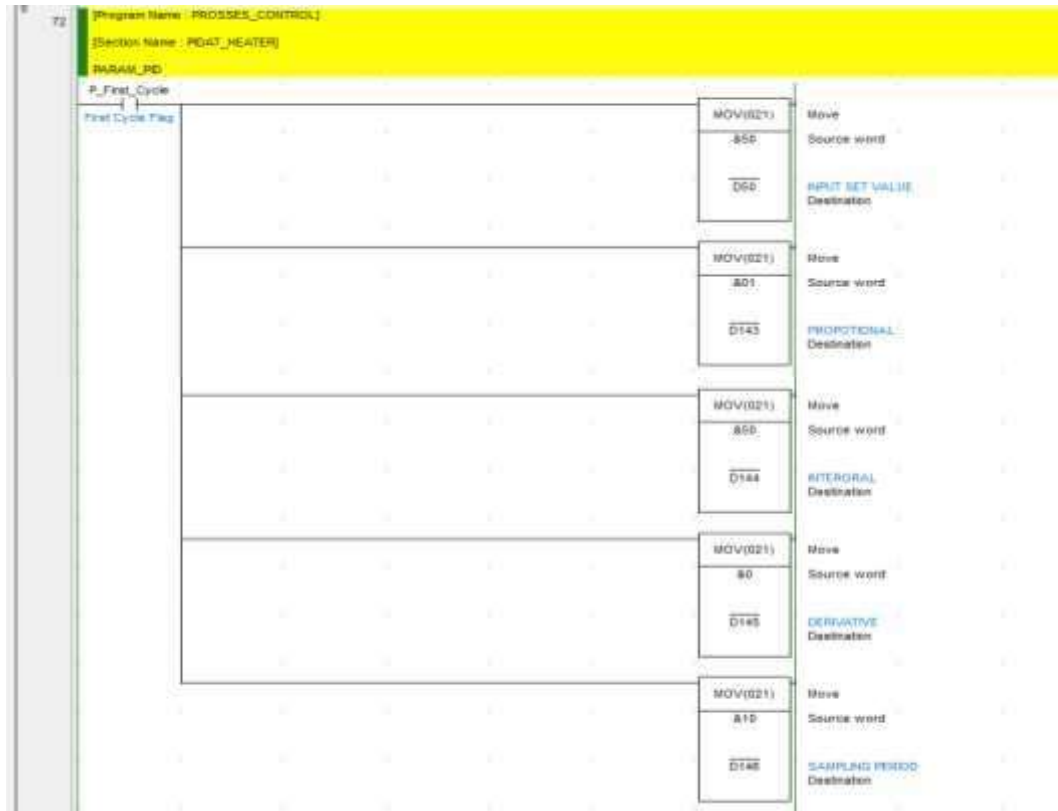 72
[Program Name : PROSSES_CONTROL]
[Section Name : PIDAT_HEATER]
PARAM_PID
P_First_Cycle
First Cycle Flag
MOV(021) Move
&50 Source word
D50 INPUT SET VALUE
Destination
MOV(021) Move
&01 Source word
D143 PROPOTIONAL
Destination
MOV(021) Move
&50 Source word
D144 INTERGRAL
Destination
MOV(021) Move
&0 Source word
D145 DERIVATIVE
Destination
MOV(021) Move
&10 Source word
D146 SAMPLING PERIOD
Destination